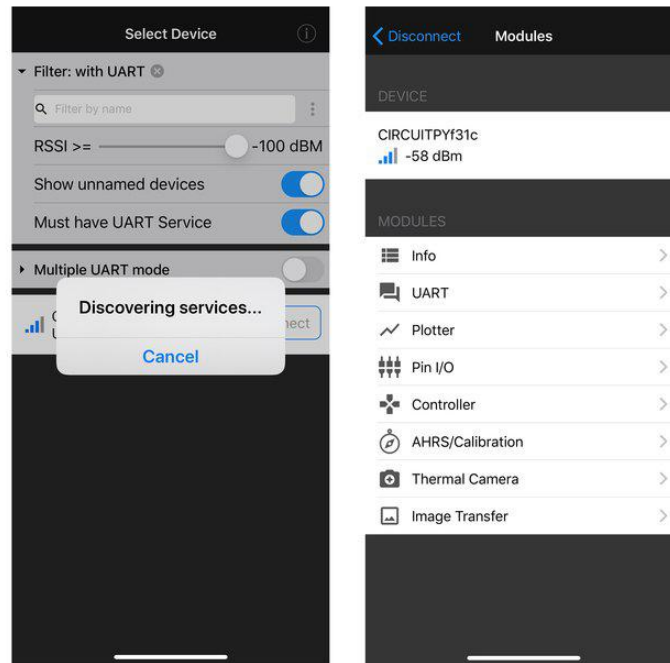 Select Device
Filter: with UART
Filter by name
RSSI >= -100 dBM
Show unnamed devices
Must have UART Service
Multiple UART mode
Discovering services...
Cancel
Disconnect Modules
DEVICE
CIRCUITPYf31c
-58 dBm
MODULES
Info
UART
Plotter
Pin I/O
Controller
AHRS/Calibration
Thermal Camera
Image Transfer